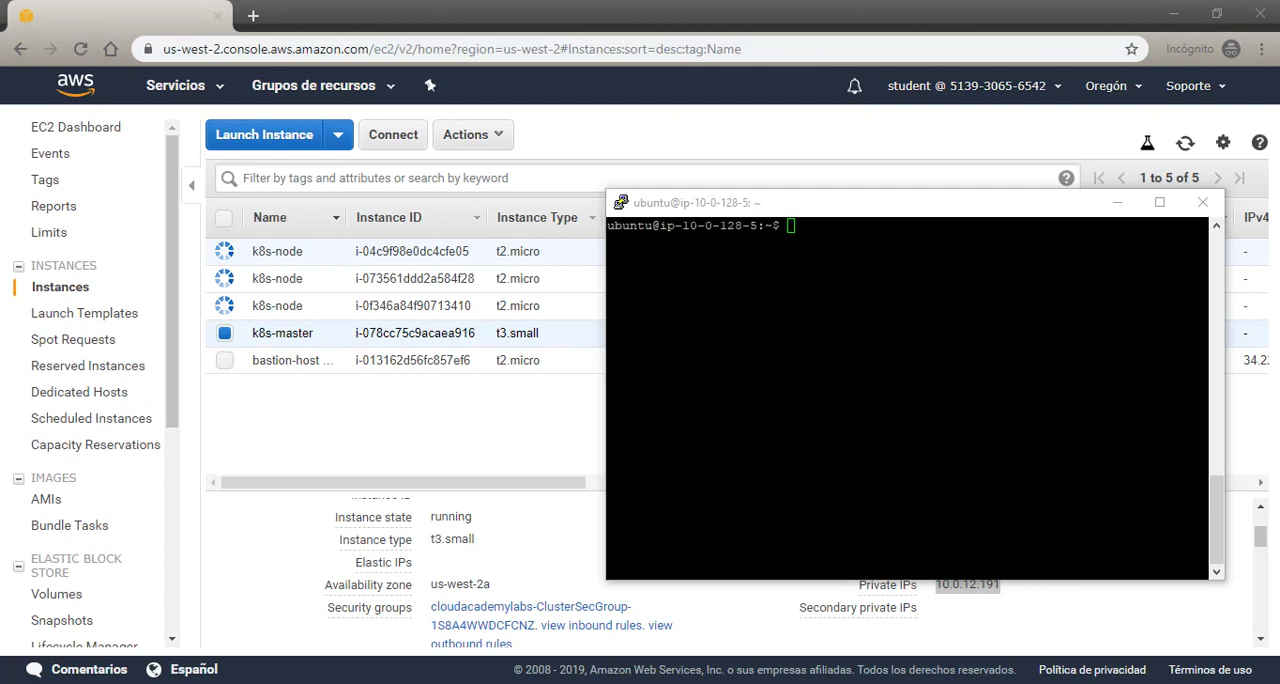 us-west-2.console.aws.amazon.com/ec2/v2/home?region=us-west-2#Instances:sort=desc:tag:Name
Incógnito
aws
Servicios
Grupos de recursos
student @ 5139-3065-6542
Oregón
Soporte
EC2 Dashboard
Events
Tags
Reports
Limits
INSTANCES
Instances
Launch Templates
Spot Requests
Reserved Instances
Dedicated Hosts
Scheduled Instances
Capacity Reservations
IMAGES
AMIs
Bundle Tasks
ELASTIC BLOCK
STORE
Volumes
Snapshots
Lifecycle Manager
Launch Instance
Connect
Actions
Filter by tags and attributes or search by keyword
1 to 5 of 5
Name Instance ID Instance Type IPv4
k8s-node i-04c9f98e0dc4cfe05 t2.micro -
k8s-node i-073561ddd2a584f28 t2.micro -
k8s-node i-0f346a84f90713410 t2.micro -
k8s-master i-078cc75c9acaea916 t3.small -
bastion-host ... i-013162d56fc857ef6 t2.micro 34.2
ubuntu@ip-10-0-128-5: ~
ubuntu@ip-10-0-128-5:~$
Instance state running
Instance type t3.small
Elastic IPs
Availability zone us-west-2a
Security groups cloudacademylabs-ClusterSecGroup-
1S8A4WWDCFCNZ. view inbound rules. view
outbound rules
Private IPs 10.0.12.191
Secondary private IPs
Comentarios
Español
© 2008 - 2019, Amazon Web Services, Inc. o sus empresas afiliadas. Todos los derechos reservados.
Política de privacidad
Términos de uso